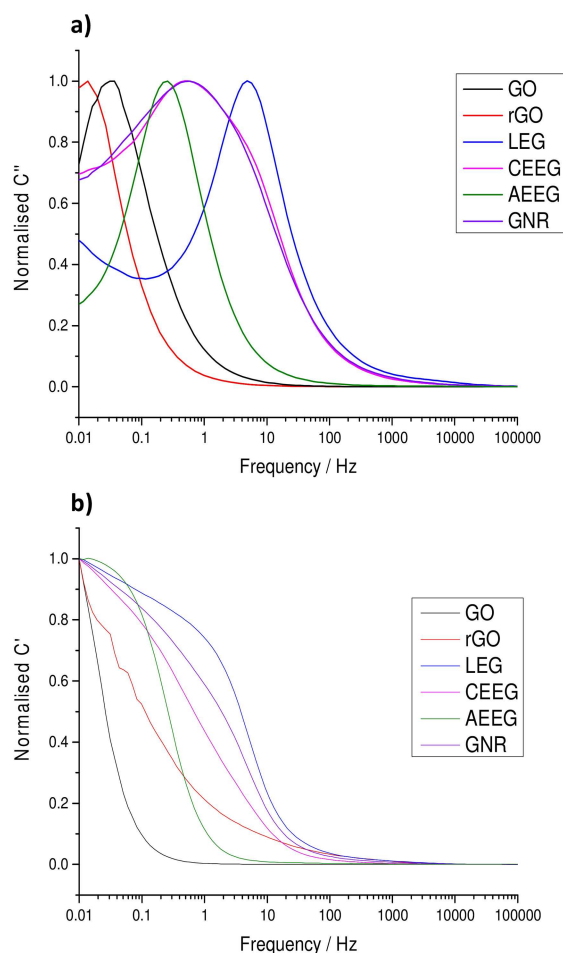 a)
Normalised C"
1.0
0.8
0.6
0.4
0.2
0.0
GO
rGO
LEG
CEEG
AEEG
GNR
0.01 0.1 1 10 100 1000 10000 100000
Frequency / Hz
b)
Normalised C'
1.0
0.8
0.6
0.4
0.2
0.0
GO
rGO
LEG
CEEG
AEEG
GNR
0.01 0.1 1 10 100 1000 10000 100000
Frequency / Hz